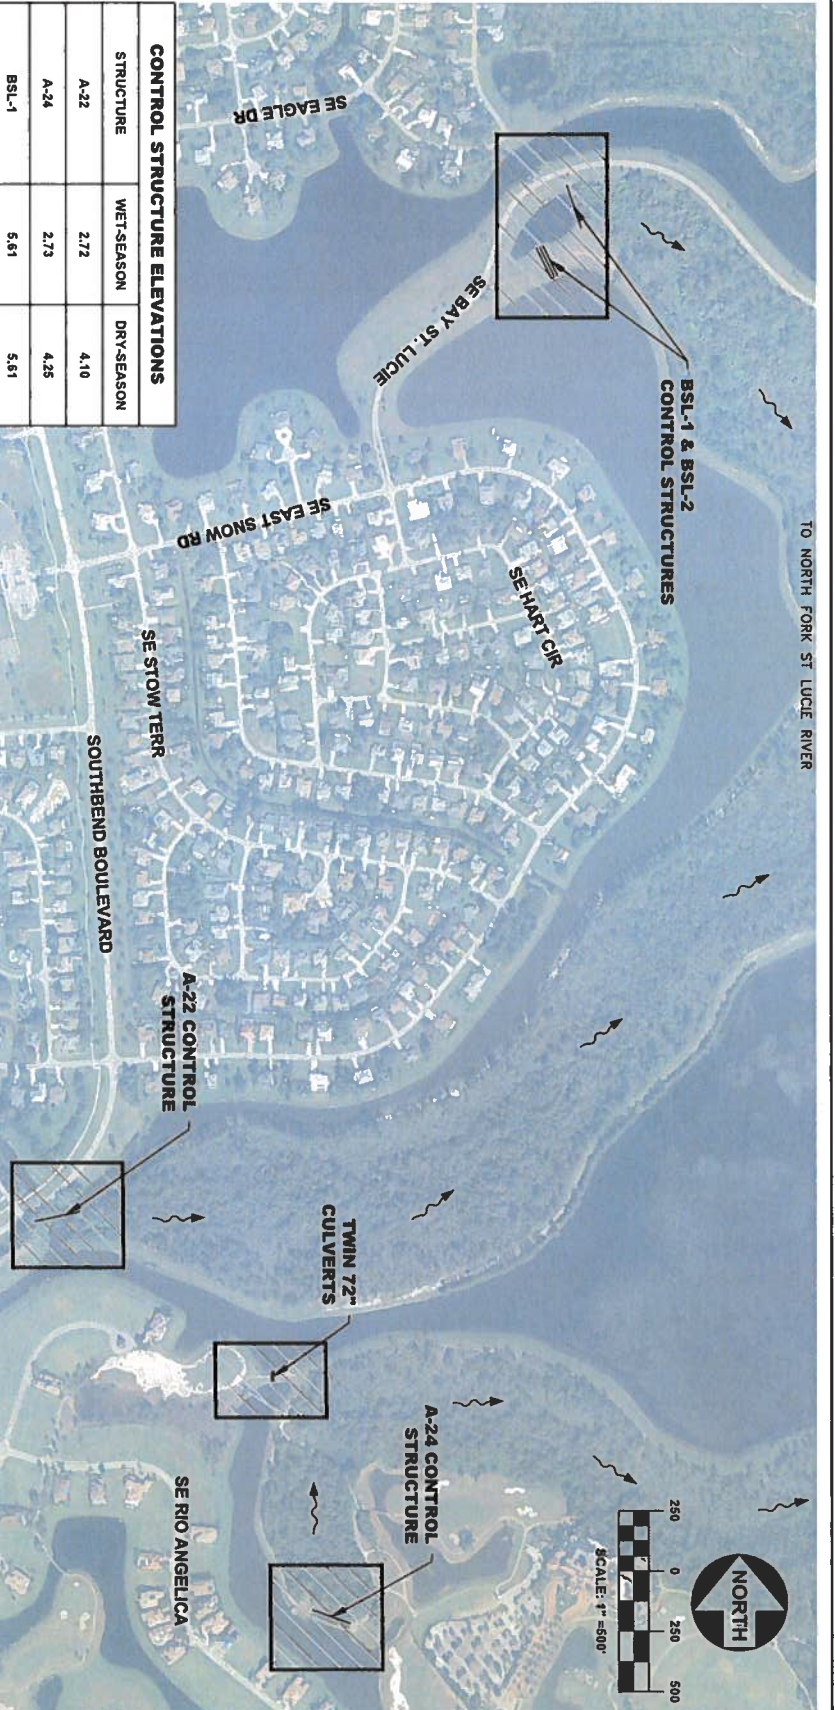 TO NORTH FORK ST LUCIE RIVER
BSL-1 & BSL-2
CONTROL STRUCTURES
SE EAGLE DR
SE BAY ST. LUCIE
SE EAST SNOW RD
SE HART CIR
SE STOW TERR
SOUTHBEND BOULEVARD
A-22 CONTROL
STRUCTURE
TWIN 72"
CULVERTS
A-24 CONTROL
STRUCTURE
SE RIO ANGELICA
NORTH
250 0 250 500
SCALE: 1" =500'
CONTROL STRUCTURE ELEVATIONS
STRUCTURE WET-SEASON DRY-SEASON
A-22 2.72 4.10
A-24 2.73 4.25
BSL-1 5.61 5.61